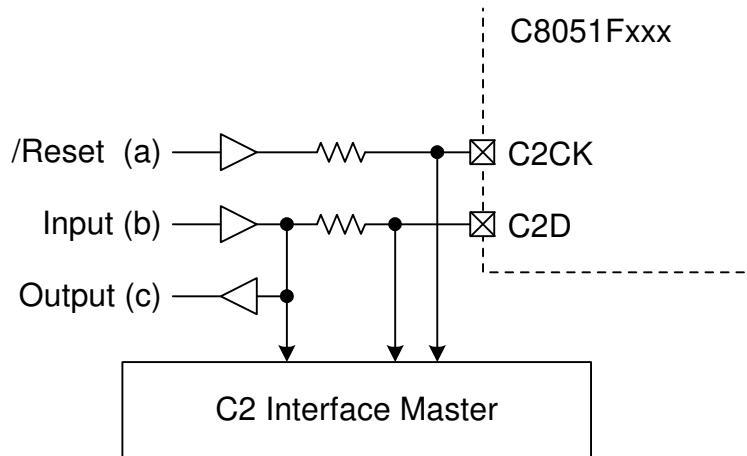 C8051Fxxx
/Reset (a)
C2CK
Input (b)
C2D
Output (c)
C2 Interface Master